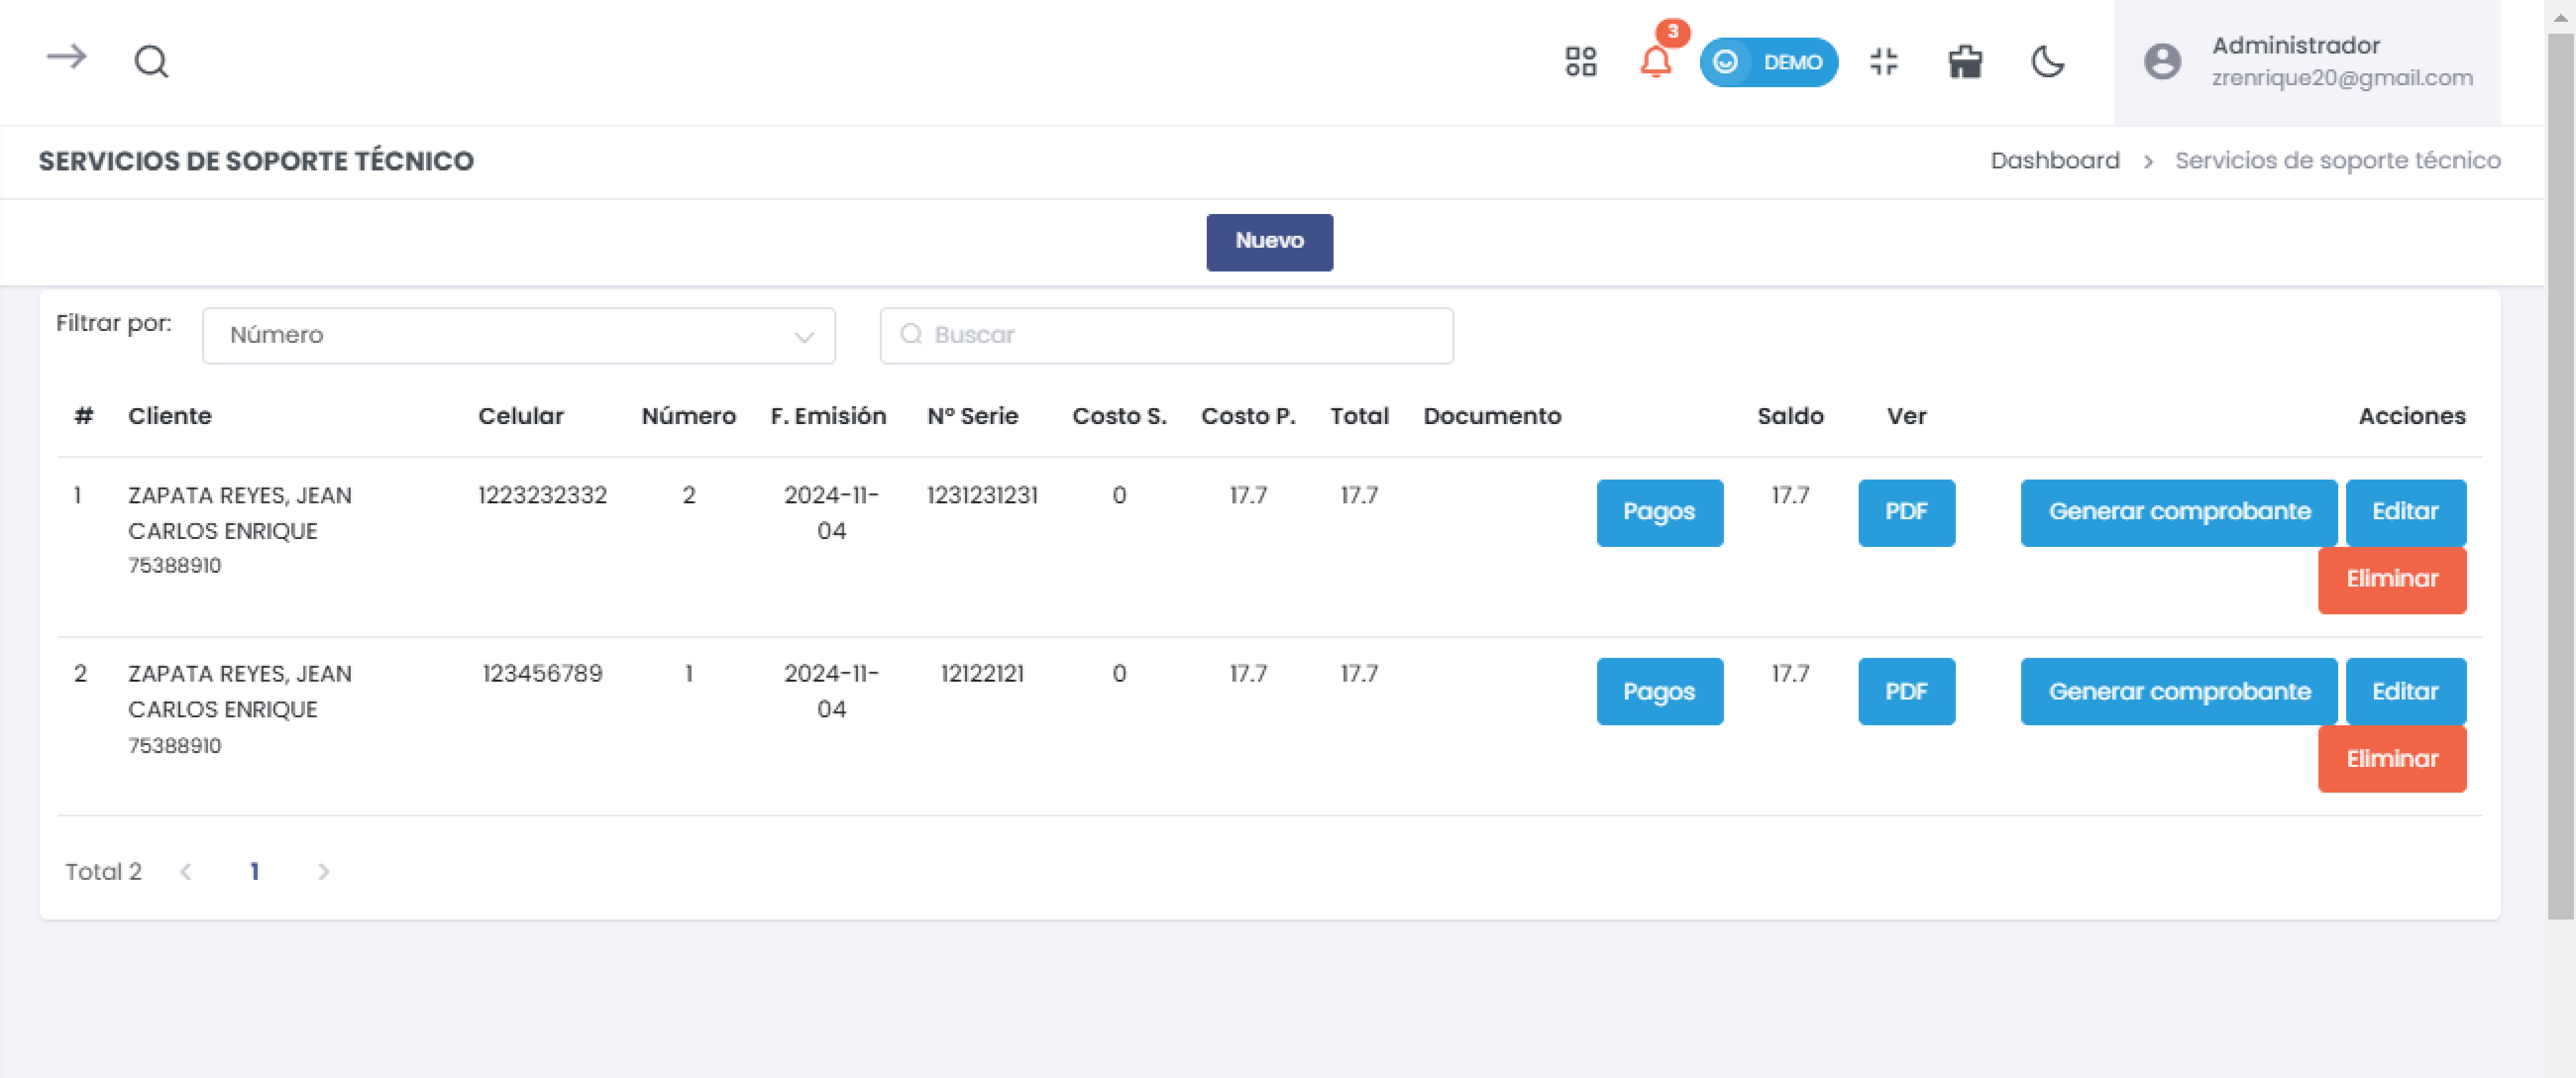 3
DEMO
Administrador
zrenrique20@gmail.com
SERVICIOS DE SOPORTE TÉCNICO
Dashboard > Servicios de soporte técnico
Nuevo
Filtrar por: Número Buscar
# Cliente Celular Número F. Emisión Nº Serie Costo S. Costo P. Total Documento Saldo Ver Acciones
1 ZAPATA REYES, JEAN 1223232332 2 2024-11- 1231231231 0 17.7 17.7 Pagos 17.7 PDF Generar comprobante Editar
CARLOS ENRIQUE 04
75388910 Eliminar
2 ZAPATA REYES, JEAN 123456789 1 2024-11- 12122121 0 17.7 17.7 Pagos 17.7 PDF Generar comprobante Editar
CARLOS ENRIQUE 04
75388910 Eliminar
Total 2 < 1 >